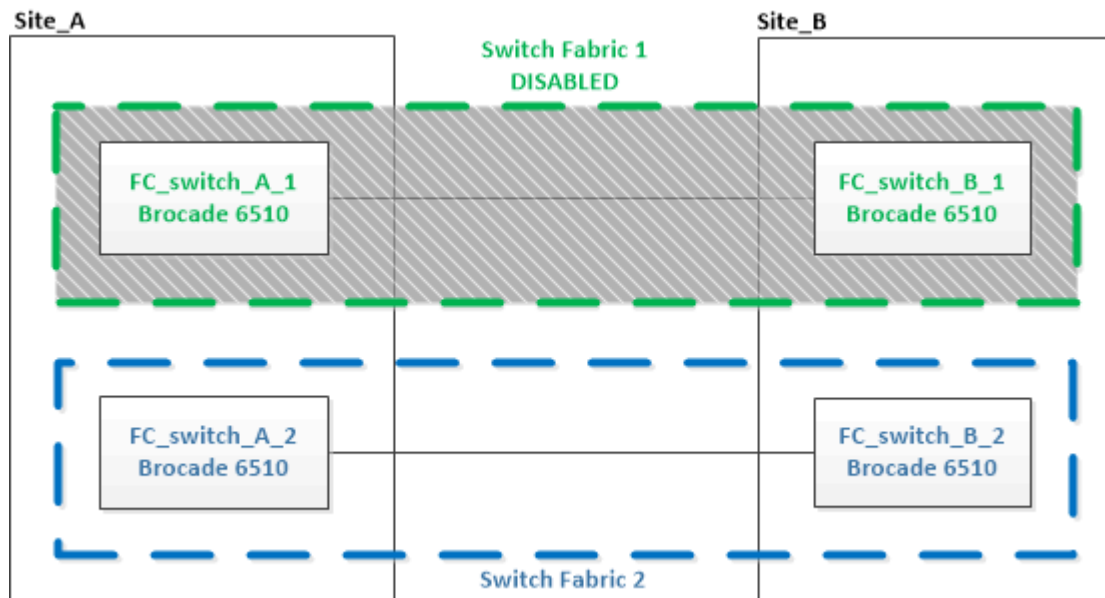 Site_A
Site_B
Switch Fabric 1
DISABLED
FC_switch_A_1
Brocade 6510
FC_switch_B_1
Brocade 6510
FC_switch_A_2
Brocade 6510
FC_switch_B_2
Brocade 6510
Switch Fabric 2